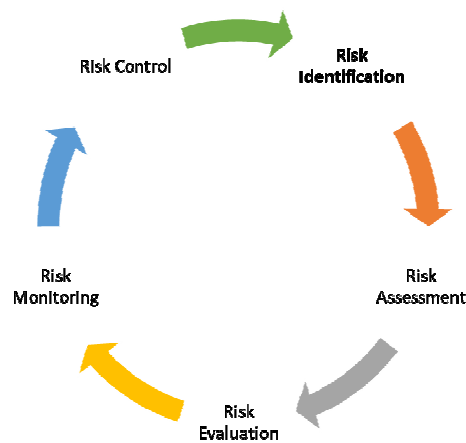 Risk Control
Risk
Identification
Risk
Assessment
Risk
Evaluation
Risk
Monitoring